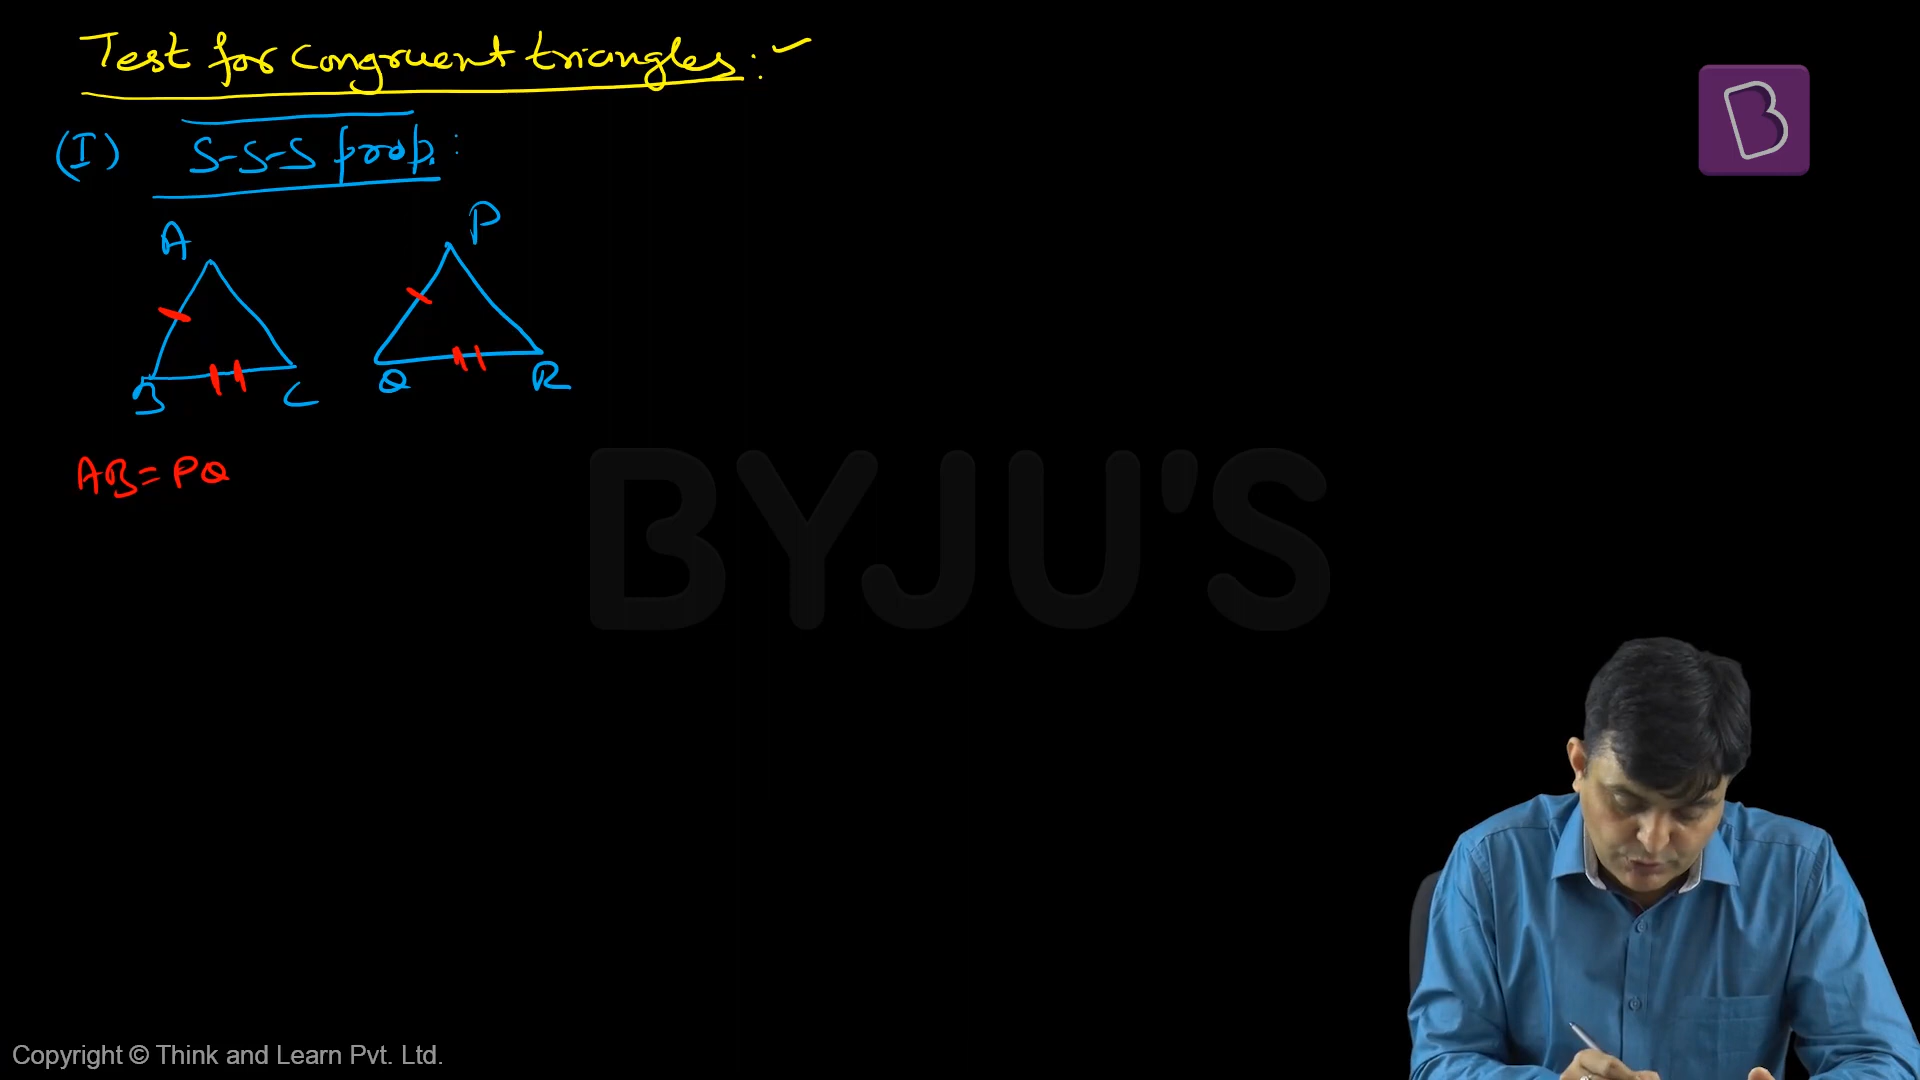 Test for congruent triangles:
(I) S-S-S prop.:
A P
B C Q R
AB = PQ
BYJU'S
B
Copyright © Think and Learn Pvt. Ltd.